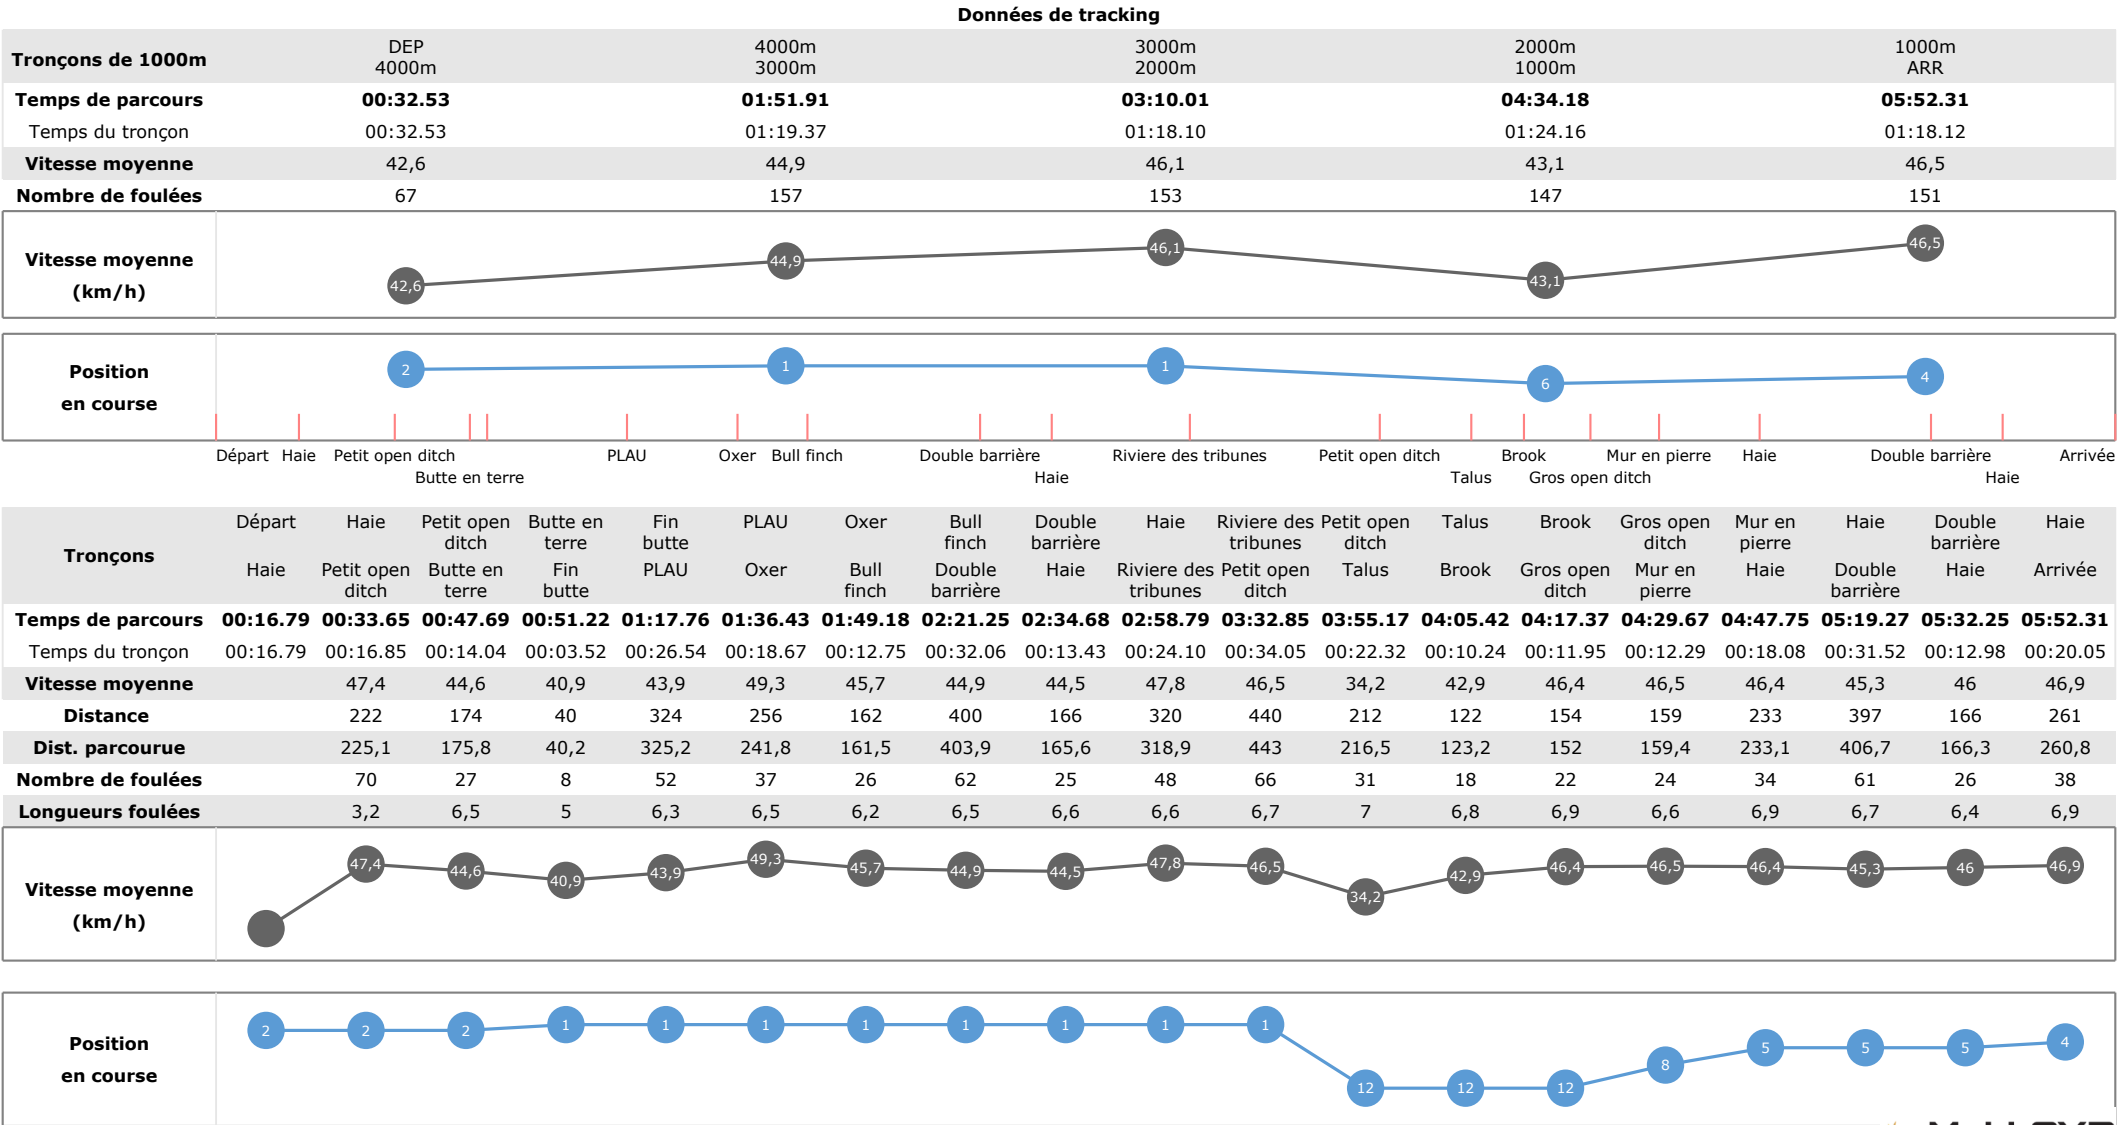 Données de tracking
Tronçons de 1000m DEP 4000m 3000m 2000m 1000m
4000m 3000m 2000m 1000m ARR
Temps de parcours 00:32.53 01:51.91 03:10.01 04:34.18 05:52.31
Temps du tronçon 00:32.53 01:19.37 01:18.10 01:24.16 01:18.12
Vitesse moyenne 42,6 44,9 46,1 43,1 46,5
Nombre de foulées 67 157 153 147 151
Vitesse moyenne
(km/h)
42,6 44,9 46,1 43,1 46,5
Position
en course
2 1 1 6 4
Départ Haie Petit open ditch PLAU Oxer Bull finch Double barrière Riviere des tribunes Petit open ditch Brook Mur en pierre Haie Double barrière Arrivée
Butte en terre Haie Talus Gros open ditch Haie
Tronçons
Départ Haie Petit open Butte en Fin PLAU Oxer Bull Double Haie Riviere des Petit open Talus Brook Gros open Mur en Haie Double Haie
ditch terre butte finch barrière tribunes ditch ditch pierre barrière
Haie Petit open Butte en Fin PLAU Oxer Bull Double Haie Riviere des Petit open Talus Brook Gros open Mur en Haie Double Haie Arrivée
ditch terre butte finch barrière tribunes ditch ditch pierre barrière
Temps de parcours 00:16.79 00:33.65 00:47.69 00:51.22 01:17.76 01:36.43 01:49.18 02:21.25 02:34.68 02:58.79 03:32.85 03:55.17 04:05.42 04:17.37 04:29.67 04:47.75 05:19.27 05:32.25 05:52.31
Temps du tronçon 00:16.79 00:16.85 00:14.04 00:03.52 00:26.54 00:18.67 00:12.75 00:32.06 00:13.43 00:24.10 00:34.05 00:22.32 00:10.24 00:11.95 00:12.29 00:18.08 00:31.52 00:12.98 00:20.05
Vitesse moyenne 47,4 44,6 40,9 43,9 49,3 45,7 44,9 44,5 47,8 46,5 34,2 42,9 46,4 46,5 46,4 45,3 46 46,9
Distance 222 174 40 324 256 162 400 166 320 440 212 122 154 159 233 397 166 261
Dist. parcourue 225,1 175,8 40,2 325,2 241,8 161,5 403,9 165,6 318,9 443 216,5 123,2 152 159,4 233,1 406,7 166,3 260,8
Nombre de foulées 70 27 8 52 37 26 62 25 48 66 31 18 22 24 34 61 26 38
Longueurs foulées 3,2 6,5 5 6,3 6,5 6,2 6,5 6,6 6,6 6,7 7 6,8 6,9 6,6 6,9 6,7 6,4 6,9
Vitesse moyenne
(km/h)
47,4 44,6 40,9 43,9 49,3 45,7 44,9 44,5 47,8 46,5 34,2 42,9 46,4 46,5 46,4 45,3 46 46,9
Position
en course
2 2 2 1 1 1 1 1 1 1 1 12 12 12 8 5 5 5 4